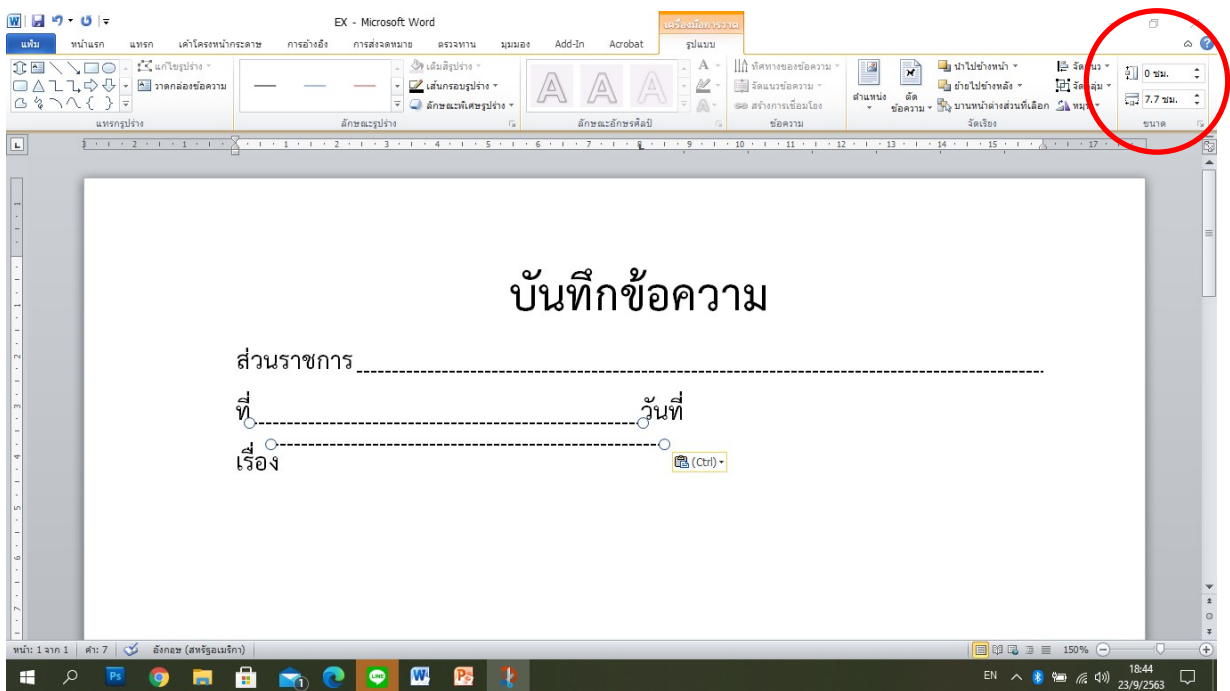 EX - Microsoft Word
เครื่องมือการวาด
แฟ้ม หน้าแรก แทรก เค้าโครงหน้ากระดาษ การอ้างอิง การส่งจดหมาย ตรวจทาน มุมมอง Add-In Acrobat รูปแบบ
แก้ไขรูปร่าง
วาดกล่องข้อความ
แทรกรูปร่าง
เติมสีรูปร่าง
เส้นกรอบรูปร่าง
ลักษณะพิเศษรูปร่าง
ลักษณะรูปร่าง
A A A
ลักษณะอักษรศิลป์
ทิศทางของข้อความ
จัดแนวข้อความ
สร้างการเชื่อมโยง
ข้อความ
ตำแหน่ง
ตัดข้อความ
นำไปข้างหน้า
ย้ายไปข้างหลัง
บานหน้าต่างส่วนที่เลือก
จัดแนว
จัดกลุ่ม
หมุน
จัดเรียง
0 ซม.
7.7 ซม.
ขนาด
บันทึกข้อความ
ส่วนราชการ
ที่ วันที่
เรื่อง
(Ctrl)
หน้า: 1 จาก 1 คำ: 7 อังกฤษ (สหรัฐอเมริกา) 150%
EN 18:44
23/9/2563